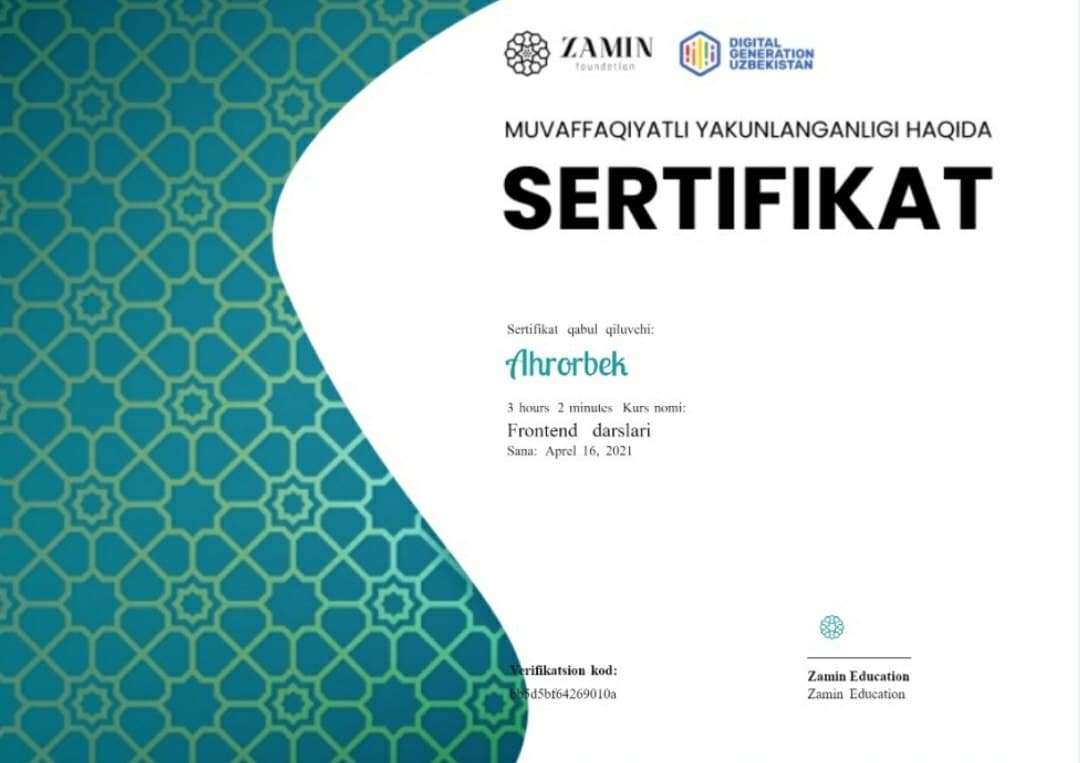 ZAMIN
foundation
DIGITAL
GENERATION
UZBEKISTAN
MUVAFFAQIYATLI YAKUNLANGANLIGI HAQIDA
SERTIFIKAT
Sertifikat qabul qiluvchi:
Ahrorbek
3 hours 2 minutes Kurs nomi:
Frontend darslari
Sana: Aprel 16, 2021
Verifikatsion kod:
bb5d5bf64269010a
Zamin Education
Zamin Education